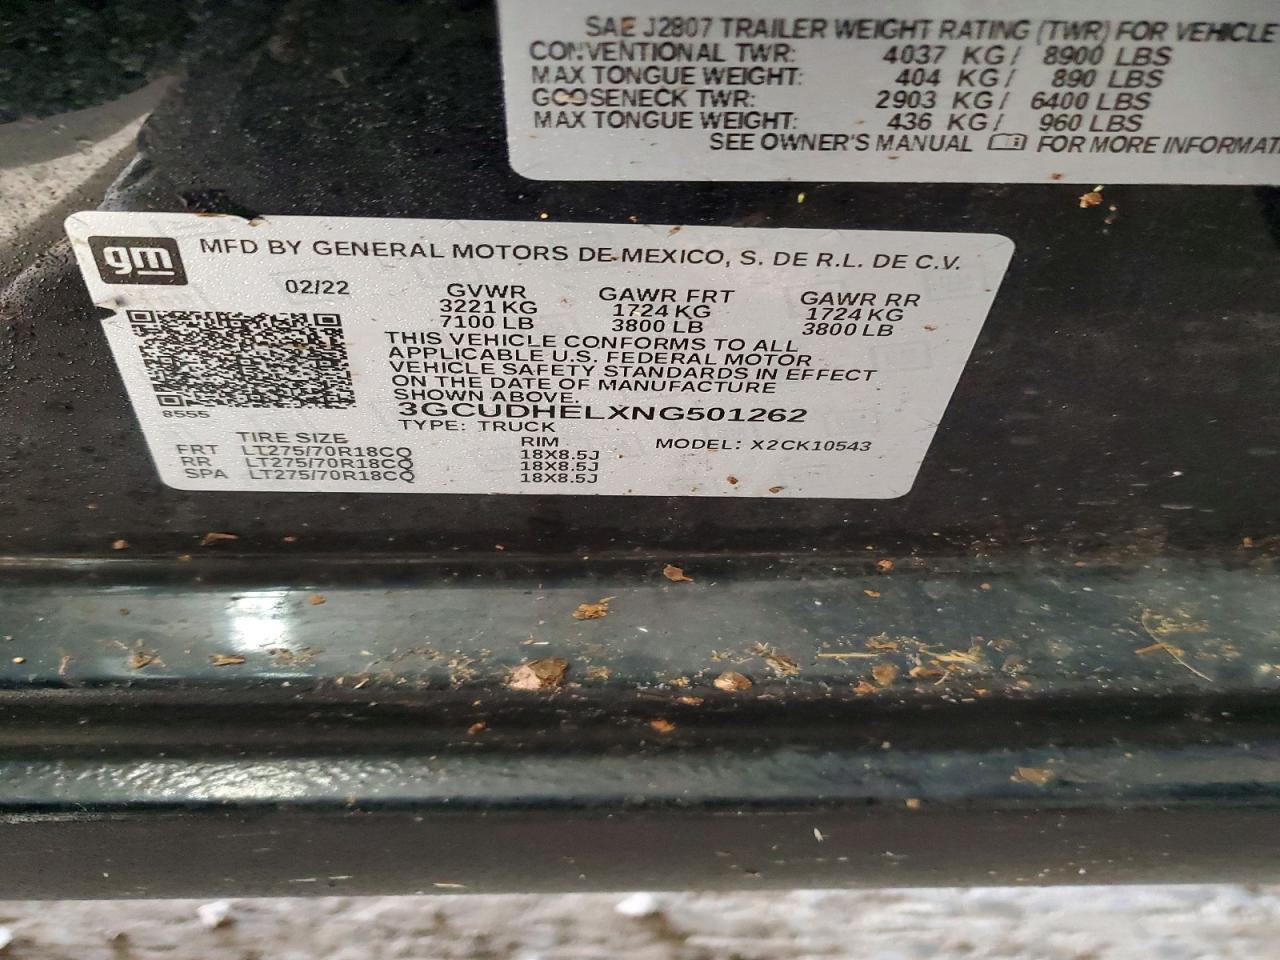 SAE J2807 TRAILER WEIGHT RATING (TWR) FOR VEHICLE
CONVENTIONAL TWR: 4037 KG/ 8900 LBS
MAX TONGUE WEIGHT: 404 KG/ 890 LBS
GOOSENECK TWR: 2903 KG/ 6400 LBS
MAX TONGUE WEIGHT: 436 KG/ 960 LBS
SEE OWNER'S MANUAL FOR MORE INFORMATI
gm MFD BY GENERAL MOTORS DE MEXICO, S. DE R.L. DE C.V.
02/22 GVWR GAWR FRT GAWR RR
3221 KG 1724 KG 1724 KG
7100 LB 3800 LB 3800 LB
THIS VEHICLE CONFORMS TO ALL
APPLICABLE U.S. FEDERAL MOTOR
VEHICLE SAFETY STANDARDS IN EFFECT
ON THE DATE OF MANUFACTURE
SHOWN ABOVE.
8555 3GCUDHELXNG501262
TYPE: TRUCK
TIRE SIZE RIM MODEL: X2CK10543
FRT LT275/70R18CQ 18X8.5J
RR LT275/70R18CQ 18X8.5J
SPA LT275/70R18CQ 18X8.5J